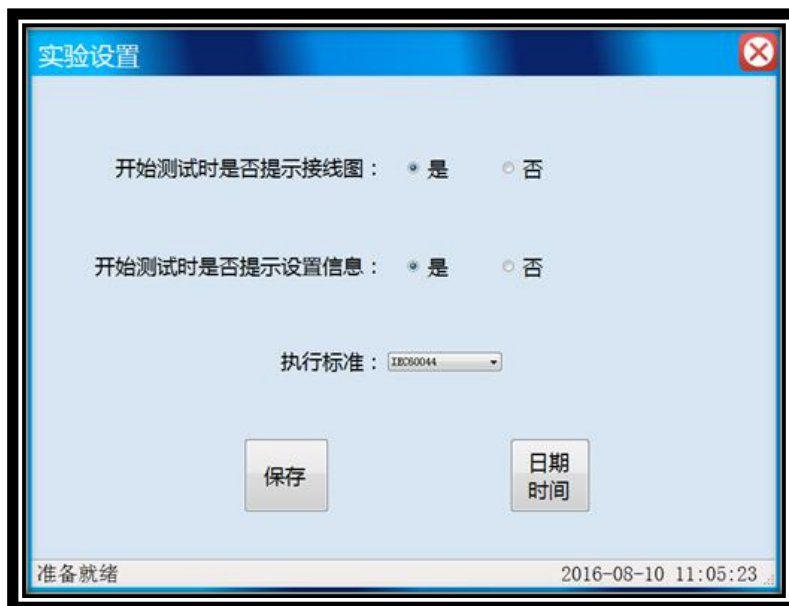 实验设置
开始测试时是否提示接线图： 是 否
开始测试时是否提示设置信息： 是 否
执行标准： IEC60044
保存
日期
时间
准备就绪 2016-08-10 11:05:23